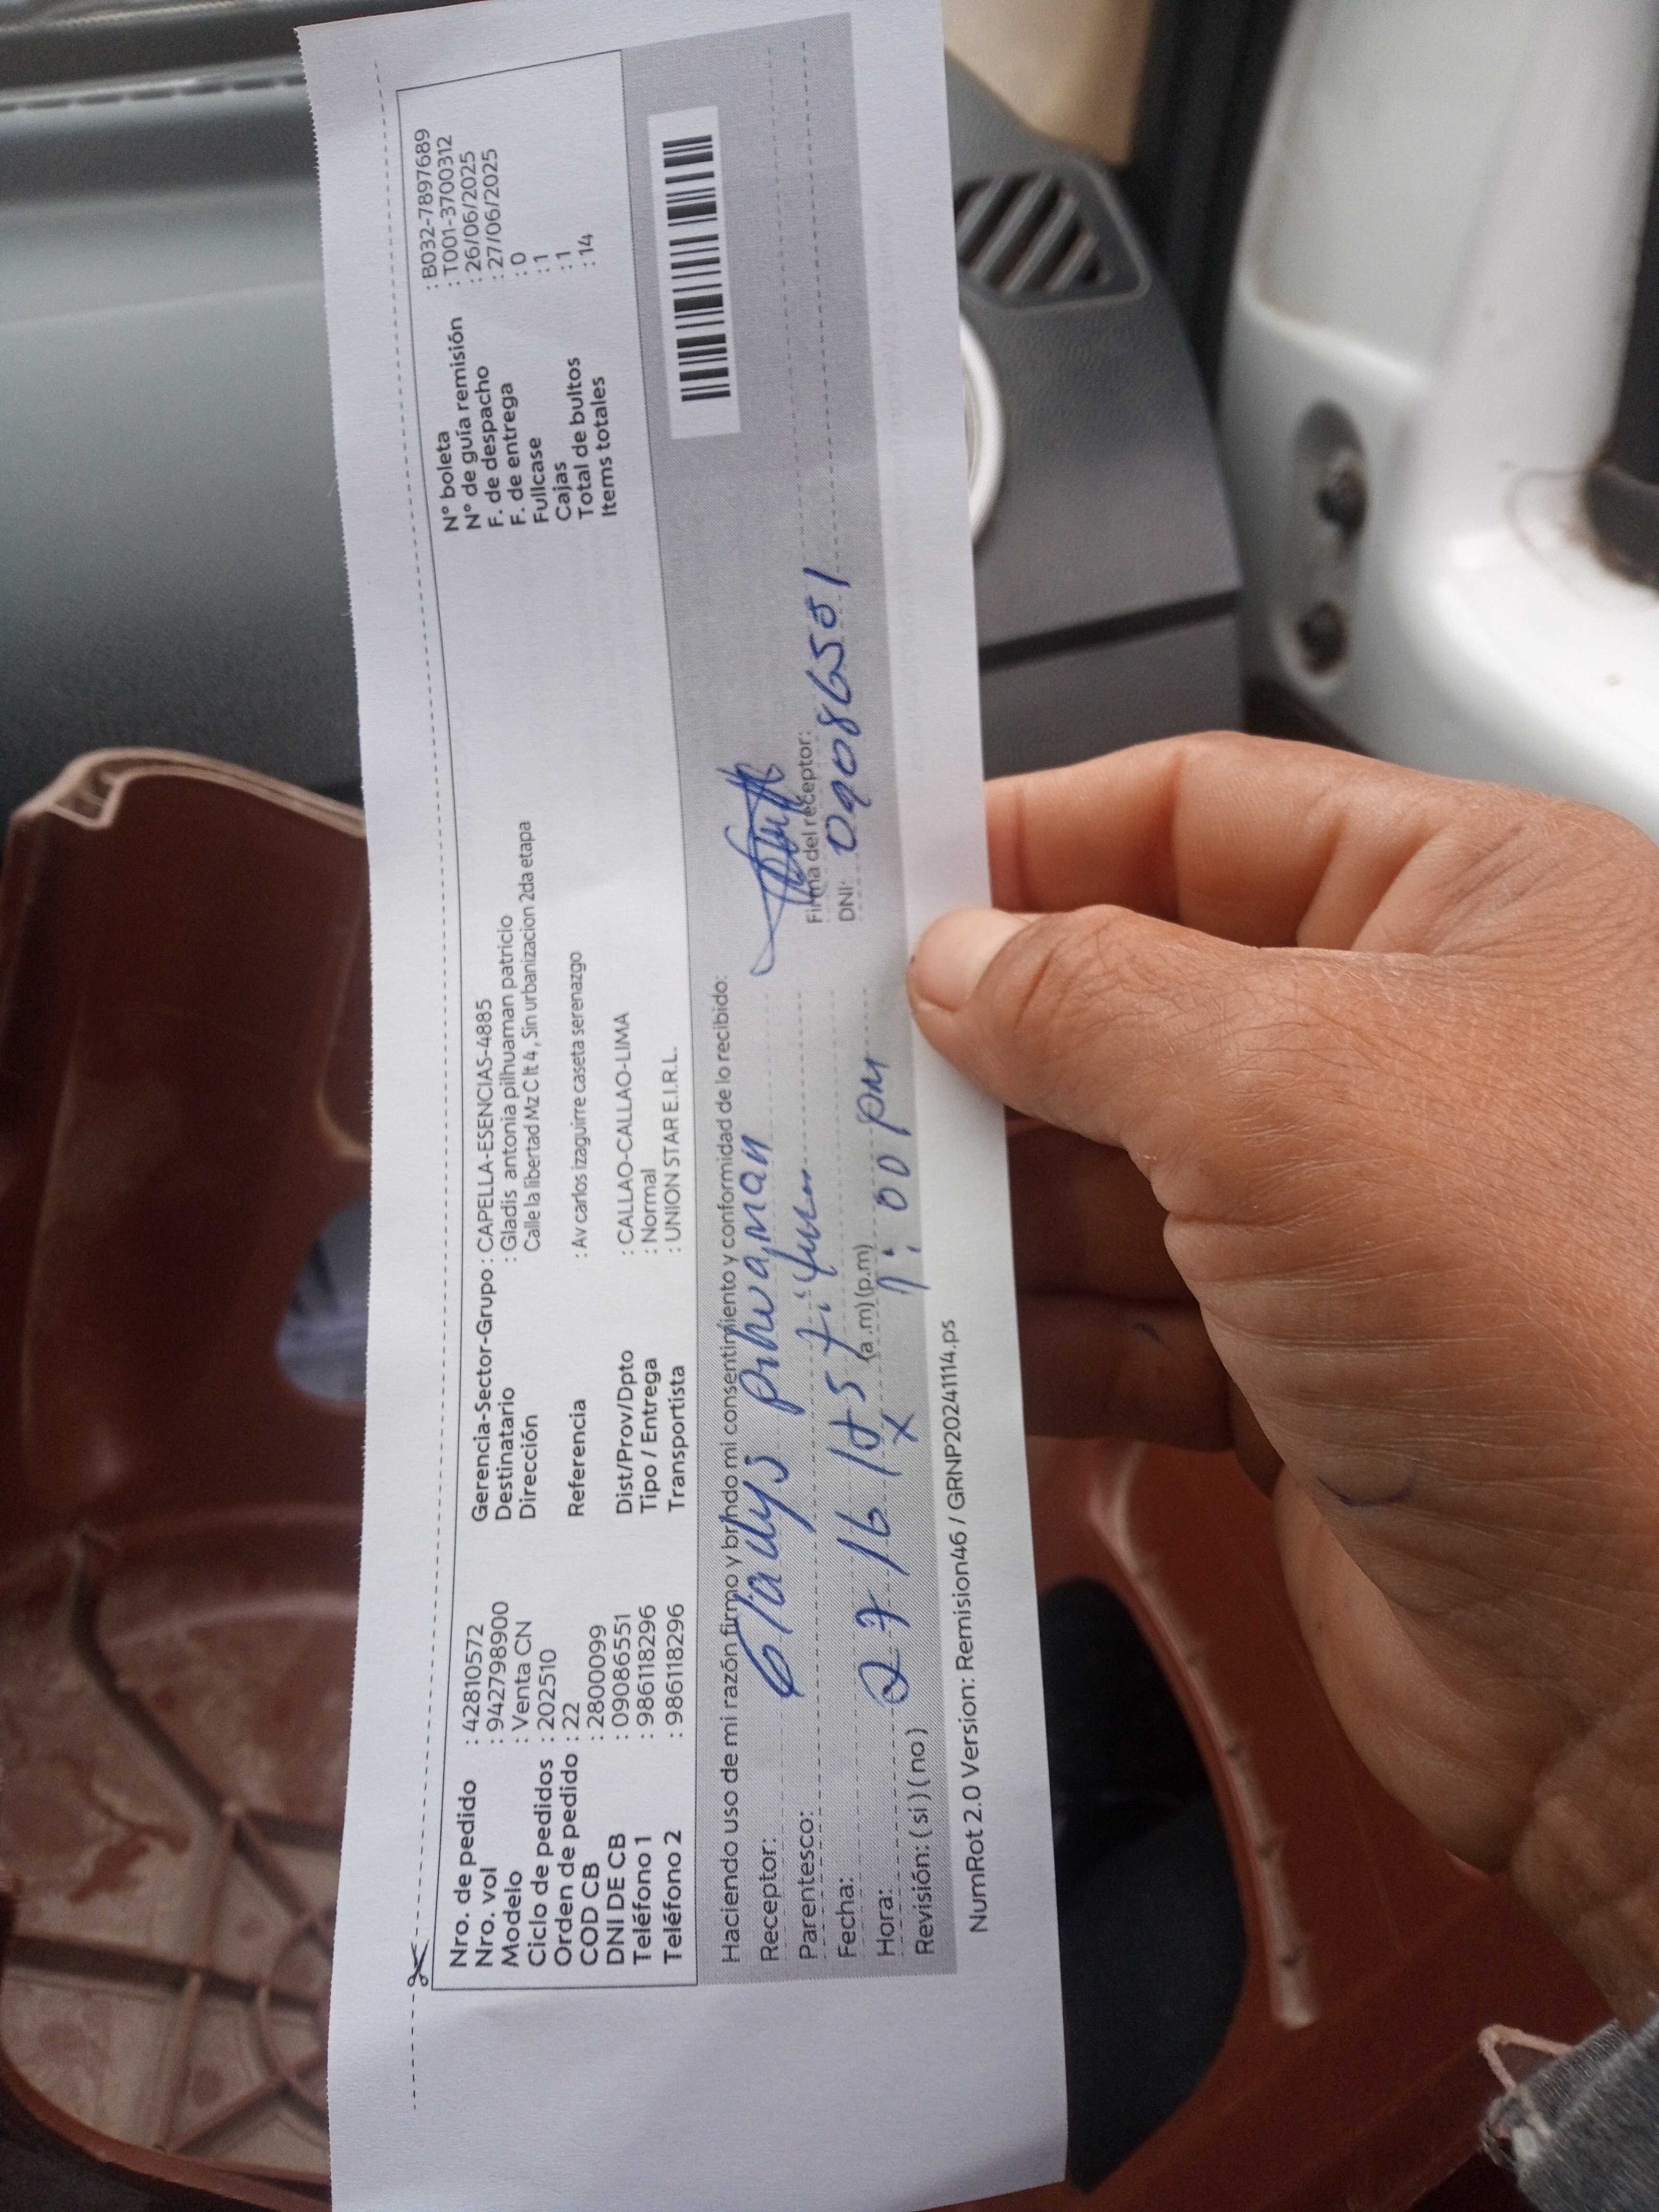 Nro. de pedido : 42810572
Nro. vol : 942798900
Modelo : Venta CN
Ciclo de pedidos : 202510
Orden de pedido : 22
COD CB : 2800099
DNI DE CB : 09086551
Teléfono 1 : 986118296
Teléfono 2 : 986118296
Gerencia-Sector-Grupo : CAPELLA-ESENCIAS-4885
Destinatario : Gladis antonia pilhuaman patricio
Dirección Calle la libertad Mz C lt 4, Sin urbanizacion 2da etapa
Referencia : Av carlos izaguirre caseta serenazgo
Dist/Prov/Dpto : CALLAO-CALLAO-LIMA
Tipo / Entrega : Normal
Transportista : UNION STAR E.I.R.L.
N° boleta : B032-7897689
N° de guía remisión : T001-3700312
F. de despacho : 26/06/2025
F. de entrega : 27/06/2025
Fullcase : 0
Cajas : 1
Total de bultos : 1
Items totales : 14
Haciendo uso de mi razón firmo y brindo mi consentimiento y conformidad de lo recibido:
Receptor: Gladys
Parentesco:
Fecha: 27/6/
Hora: (a.m) (p.m) 1:00 pm
Revisión: ( si ) ( no ) x
Firma del receptor:
DNI:
NumRot 2.0 Version: Remision46 / GRNP20241114.ps